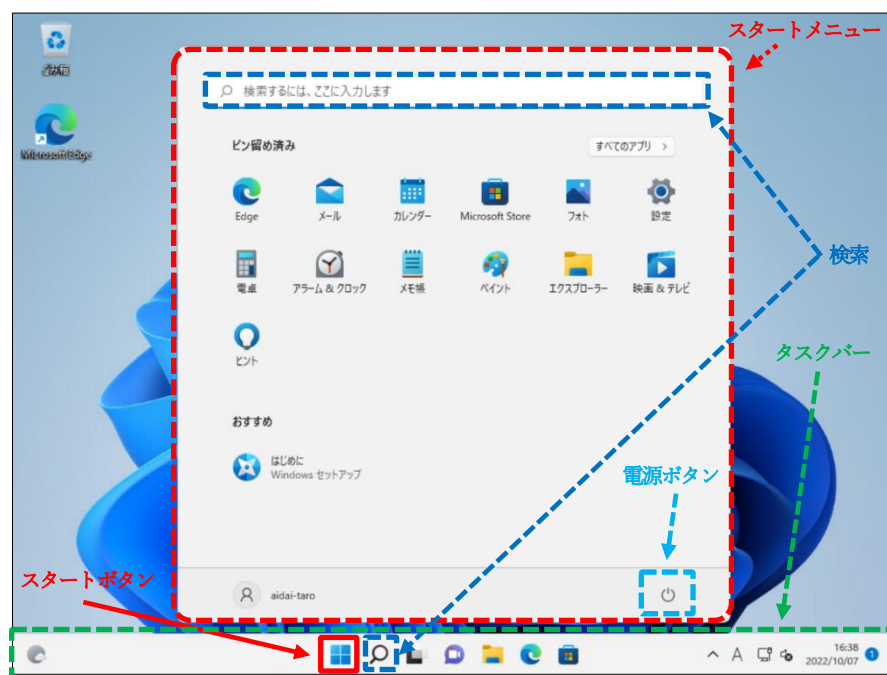 スタートメニュー
ごみ箱
検索するには、ここに入力します
Microsoft Edge
ピン留め済み
すべてのアプリ >
Edge
メール
カレンダー
Microsoft Store
フォト
設定
検索
電卓
アラーム & クロック
メモ帳
ペイント
エクスプローラー
映画 & テレビ
ヒント
タスクバー
おすすめ
はじめに
Windows セットアップ
電源ボタン
スタートボタン
aidai-taro
A
16:38
2022/10/07
1